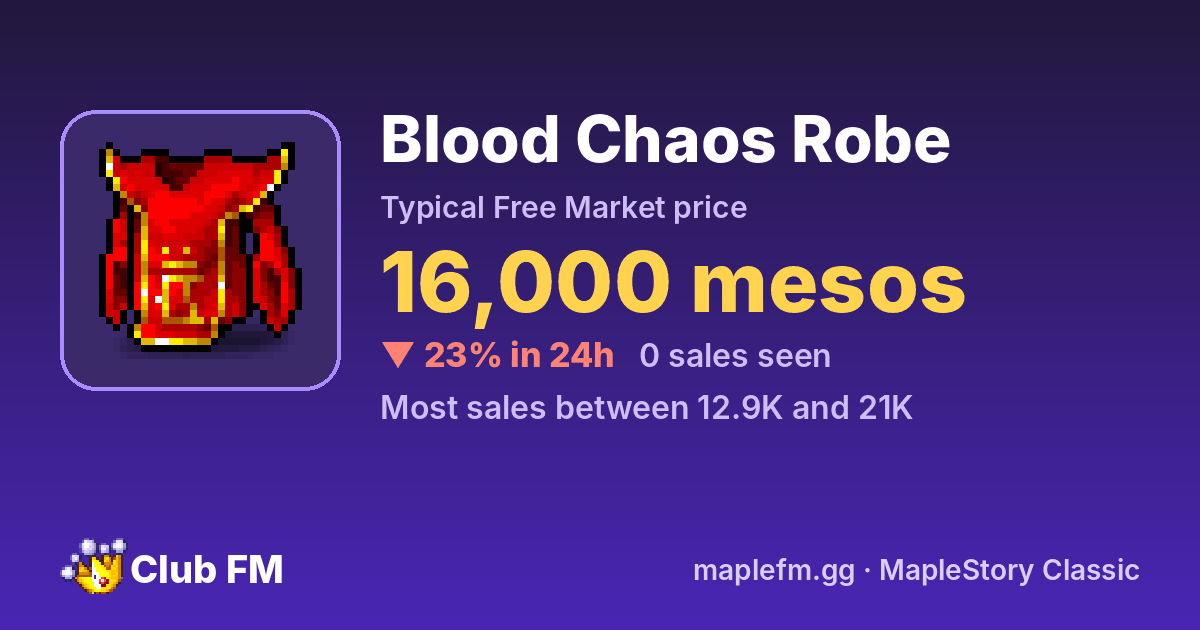 Blood Chaos Robe
Typical Free Market price
16,000 mesos
▼ 23% in 24h 0 sales seen
Most sales between 12.9K and 21K
Club FM
maplefm.gg · MapleStory Classic